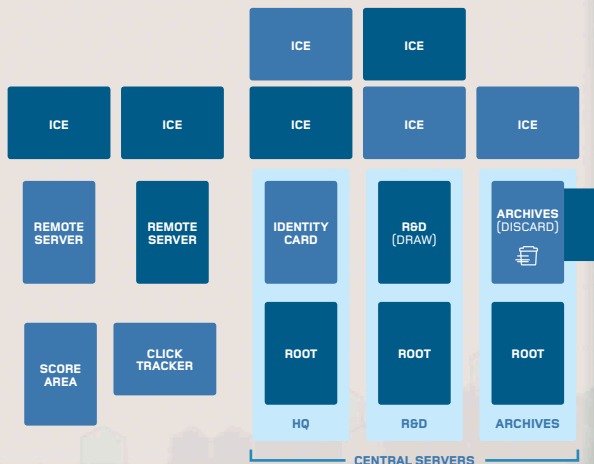 ICE
ICE
ICE
ICE
ICE
ICE
ICE
REMOTE
SERVER
REMOTE
SERVER
IDENTITY
CARD
R&D
(DRAW)
ARCHIVES
(DISCARD)
SCORE
AREA
CLICK
TRACKER
ROOT
ROOT
ROOT
HQ
R&D
ARCHIVES
CENTRAL SERVERS